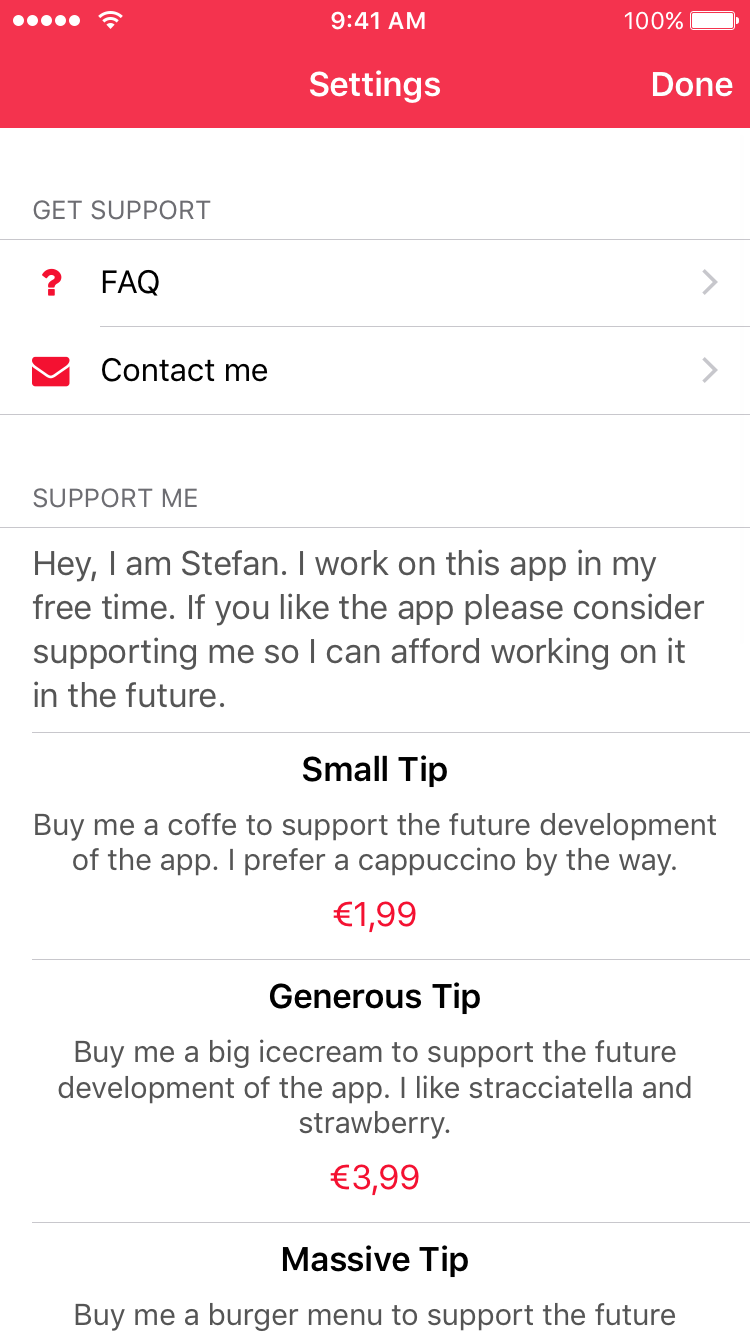 9:41 AM
100%
Settings
Done
GET SUPPORT
FAQ
Contact me
SUPPORT ME
Hey, I am Stefan. I work on this app in my
free time. If you like the app please consider
supporting me so I can afford working on it
in the future.
Small Tip
Buy me a coffe to support the future development
of the app. I prefer a cappuccino by the way.
€1,99
Generous Tip
Buy me a big icecream to support the future
development of the app. I like stracciatella and
strawberry.
€3,99
Massive Tip
Buy me a burger menu to support the future